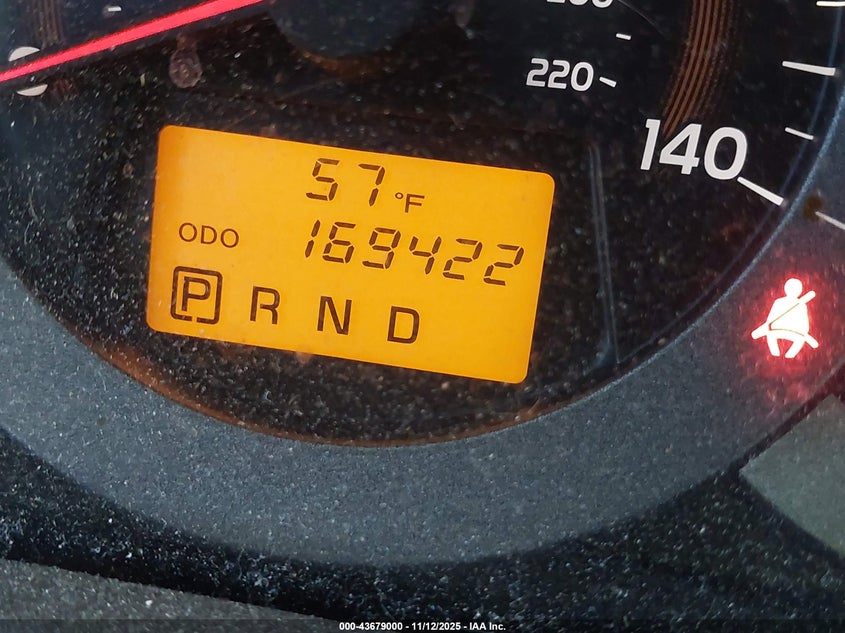 220
140
57°F
ODO 169422
P R N D
000-43679000 - 11/12/2025 - IAA Inc.